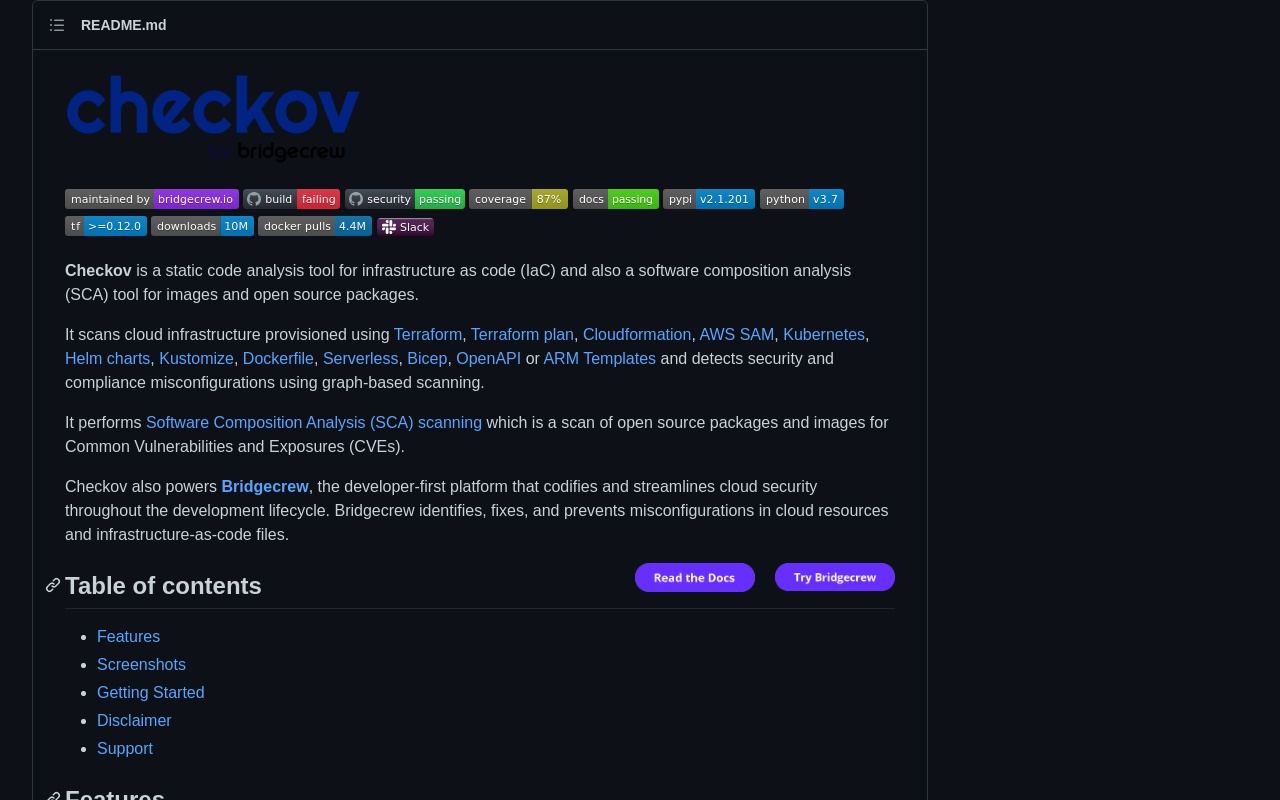 README.md
checkov
by bridgecrew
maintained by bridgecrew.io build failing security passing coverage 87% docs passing pypi v2.1.201 python v3.7
tf >=0.12.0 downloads 10M docker pulls 4.4M Slack
Checkov is a static code analysis tool for infrastructure as code (IaC) and also a software composition analysis
(SCA) tool for images and open source packages.
It scans cloud infrastructure provisioned using Terraform, Terraform plan, Cloudformation, AWS SAM, Kubernetes,
Helm charts, Kustomize, Dockerfile, Serverless, Bicep, OpenAPI or ARM Templates and detects security and
compliance misconfigurations using graph-based scanning.
It performs Software Composition Analysis (SCA) scanning which is a scan of open source packages and images for
Common Vulnerabilities and Exposures (CVEs).
Checkov also powers Bridgecrew, the developer-first platform that codifies and streamlines cloud security
throughout the development lifecycle. Bridgecrew identifies, fixes, and prevents misconfigurations in cloud resources
and infrastructure-as-code files.
Table of contents Read the Docs Try Bridgecrew
Features
Screenshots
Getting Started
Disclaimer
Support
Features